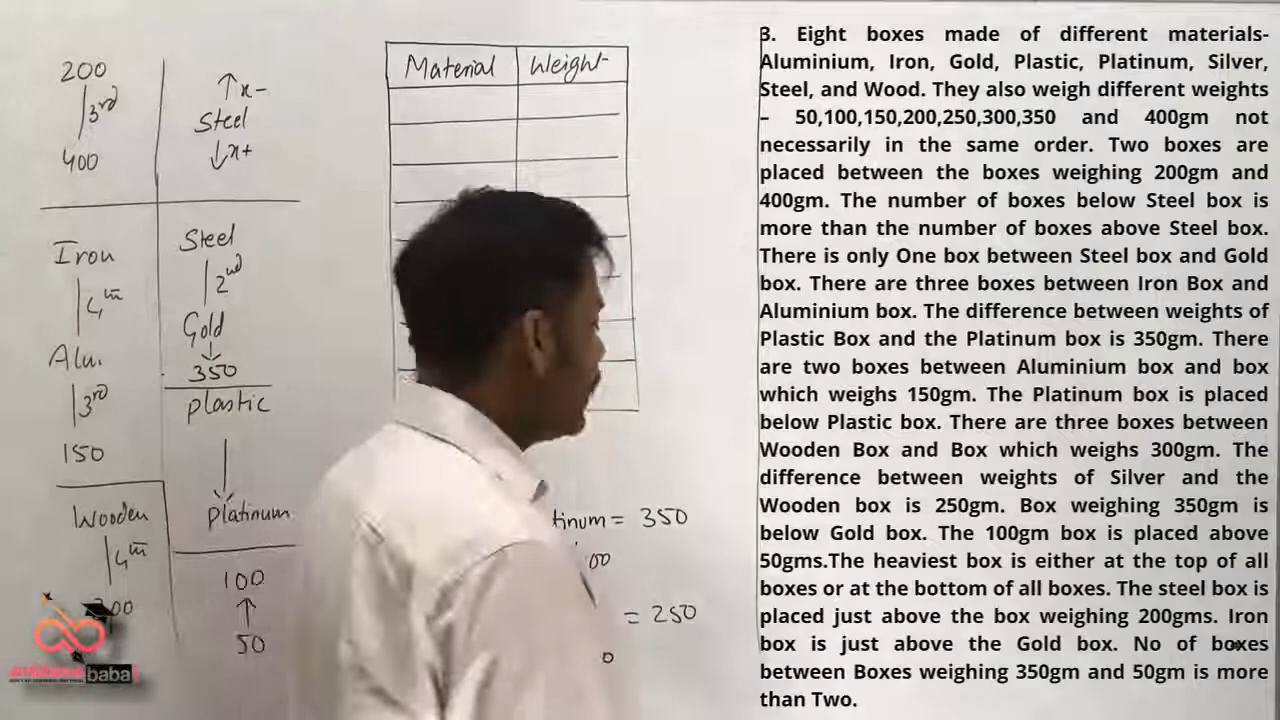 200
3rd
400
↑ x-
Steel
↓ x+
Iron
4th
Alu.
3rd
150
Steel
2nd
Gold
↓
350
plastic
platinum
Wooden
4th
100
↑
50
Material Weight
tinum = 350
= 250
3. Eight boxes made of different materials-
Aluminium, Iron, Gold, Plastic, Platinum, Silver,
Steel, and Wood. They also weigh different weights
– 50,100,150,200,250,300,350 and 400gm not
necessarily in the same order. Two boxes are
placed between the boxes weighing 200gm and
400gm. The number of boxes below Steel box is
more than the number of boxes above Steel box.
There is only One box between Steel box and Gold
box. There are three boxes between Iron Box and
Aluminium box. The difference between weights of
Plastic Box and the Platinum box is 350gm. There
are two boxes between Aluminium box and box
which weighs 150gm. The Platinum box is placed
below Plastic box. There are three boxes between
Wooden Box and Box which weighs 300gm. The
difference between weights of Silver and the
Wooden box is 250gm. Box weighing 350gm is
below Gold box. The 100gm box is placed above
50gms.The heaviest box is either at the top of all
boxes or at the bottom of all boxes. The steel box is
placed just above the box weighing 200gms. Iron
box is just above the Gold box. No of boxes
between Boxes weighing 350gm and 50gm is more
than Two.
baba